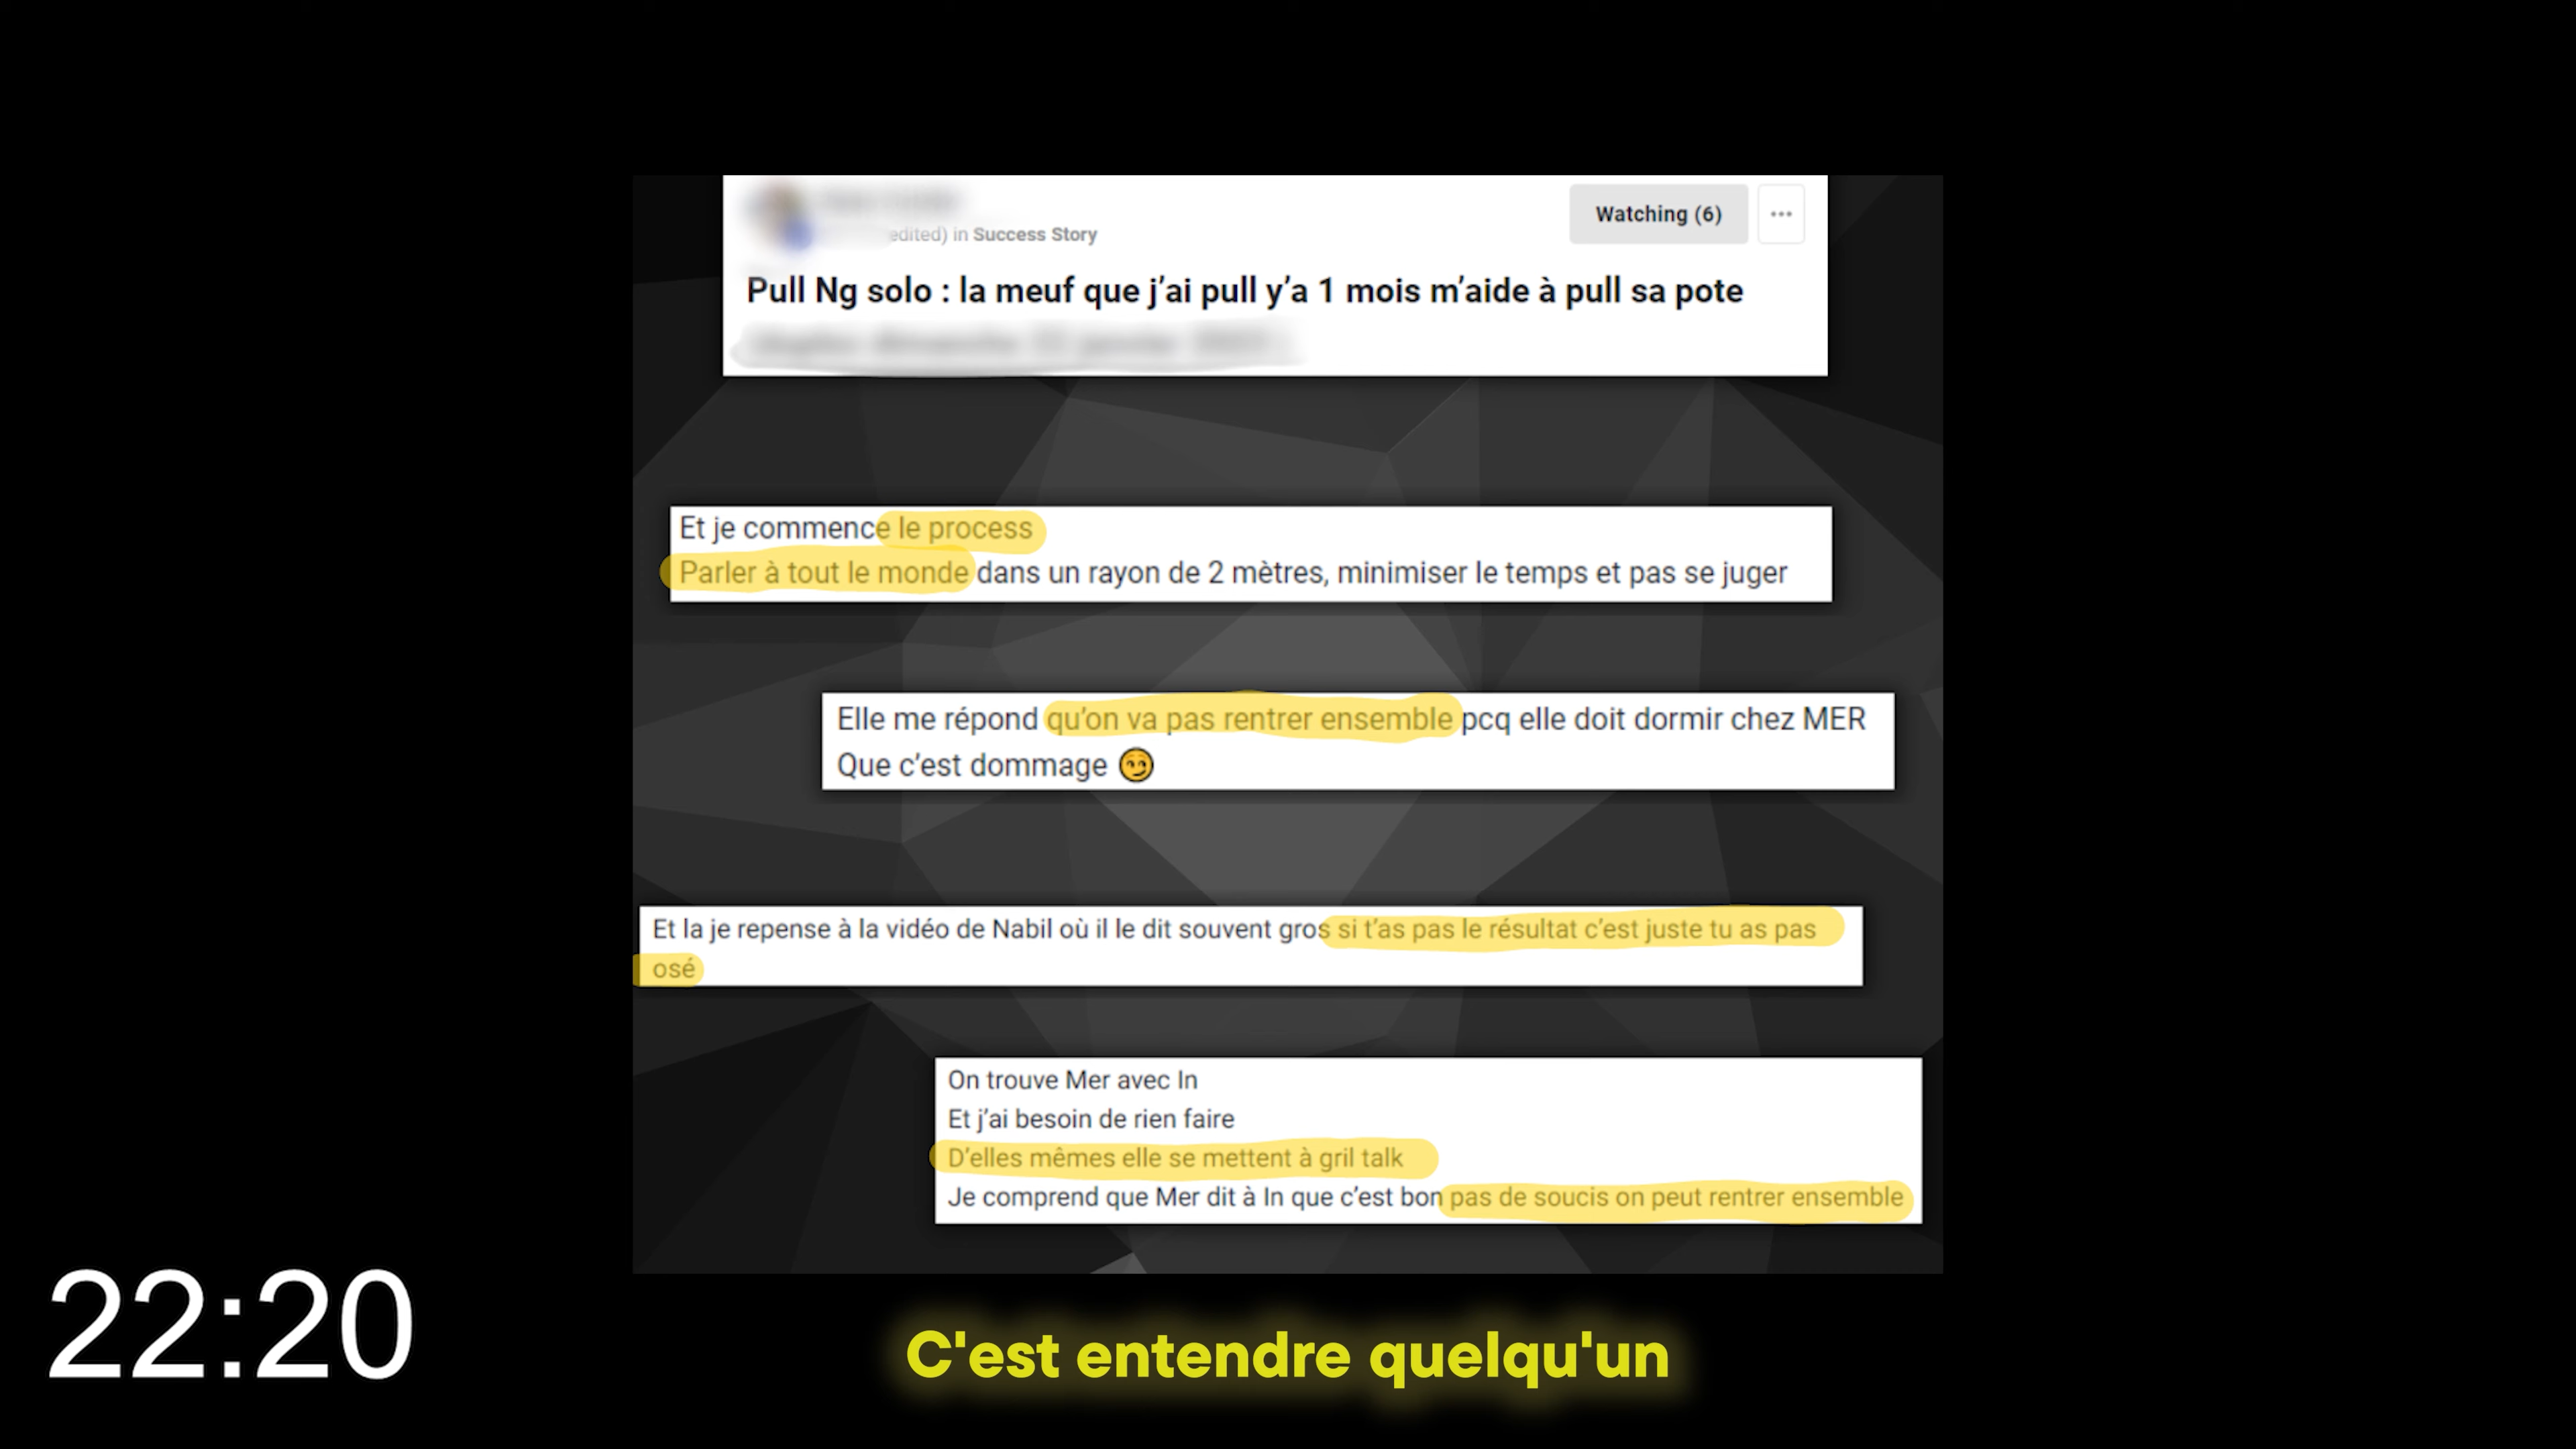 edited) in Success Story
Watching (6)
Pull Ng solo : la meuf que j'ai pull y'a 1 mois m'aide à pull sa pote
Et je commence le process
Parler à tout le monde dans un rayon de 2 mètres, minimiser le temps et pas se juger
Elle me répond qu'on va pas rentrer ensemble pcq elle doit dormir chez MER
Que c'est dommage 😏
Et la je repense à la vidéo de Nabil où il le dit souvent gros si t'as pas le résultat c'est juste tu as pas
osé
On trouve Mer avec In
Et j'ai besoin de rien faire
D'elles mêmes elle se mettent à gril talk
Je comprend que Mer dit à In que c'est bon pas de soucis on peut rentrer ensemble
22:20
C'est entendre quelqu'un